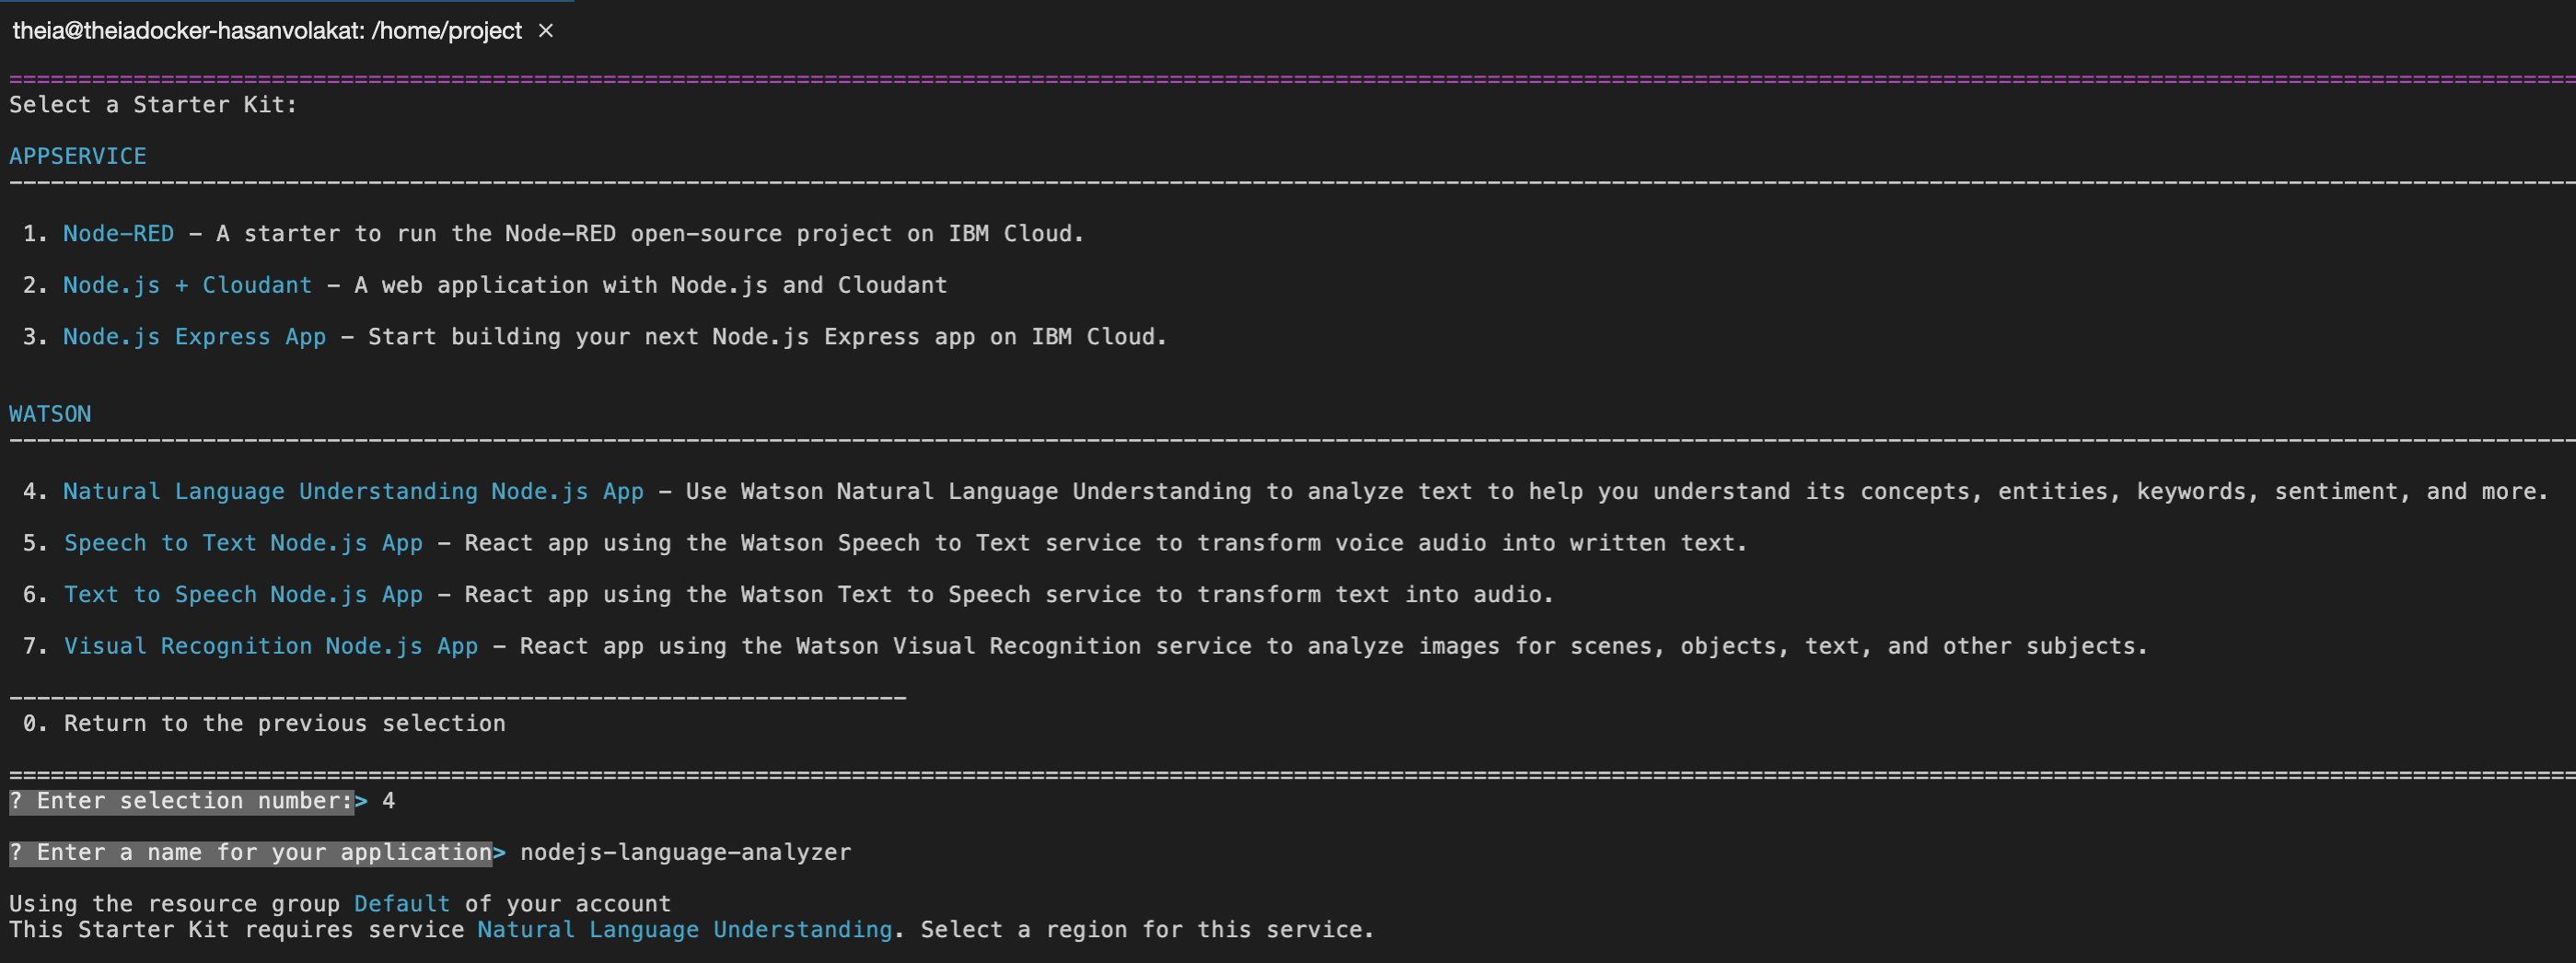 theia@theiadocker-hasanvolakat: /home/project ×
Select a Starter Kit:
APPSERVICE
1. Node-RED - A starter to run the Node-RED open-source project on IBM Cloud.
2. Node.js + Cloudant - A web application with Node.js and Cloudant
3. Node.js Express App - Start building your next Node.js Express app on IBM Cloud.
WATSON
4. Natural Language Understanding Node.js App - Use Watson Natural Language Understanding to analyze text to help you understand its concepts, entities, keywords, sentiment, and more.
5. Speech to Text Node.js App - React app using the Watson Speech to Text service to transform voice audio into written text.
6. Text to Speech Node.js App - React app using the Watson Text to Speech service to transform text into audio.
7. Visual Recognition Node.js App - React app using the Watson Visual Recognition service to analyze images for scenes, objects, text, and other subjects.
0. Return to the previous selection
? Enter selection number:> 4
? Enter a name for your application> nodejs-language-analyzer
Using the resource group Default of your account
This Starter Kit requires service Natural Language Understanding. Select a region for this service.